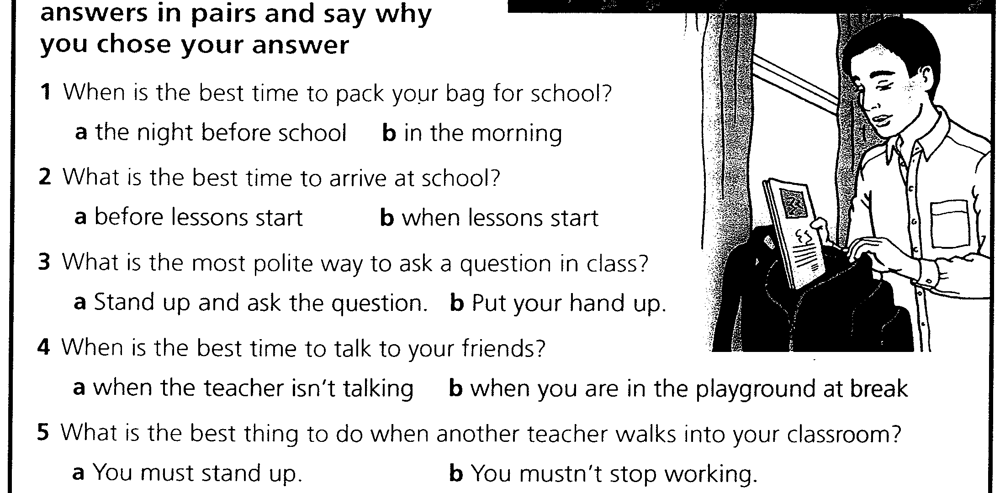 answers in pairs and say why
you chose your answer
1 When is the best time to pack your bag for school?
a the night before school b in the morning
2 What is the best time to arrive at school?
a before lessons start b when lessons start
3 What is the most polite way to ask a question in class?
a Stand up and ask the question. b Put your hand up.
4 When is the best time to talk to your friends?
a when the teacher isn't talking b when you are in the playground at break
5 What is the best thing to do when another teacher walks into your classroom?
a You must stand up. b You mustn't stop working.